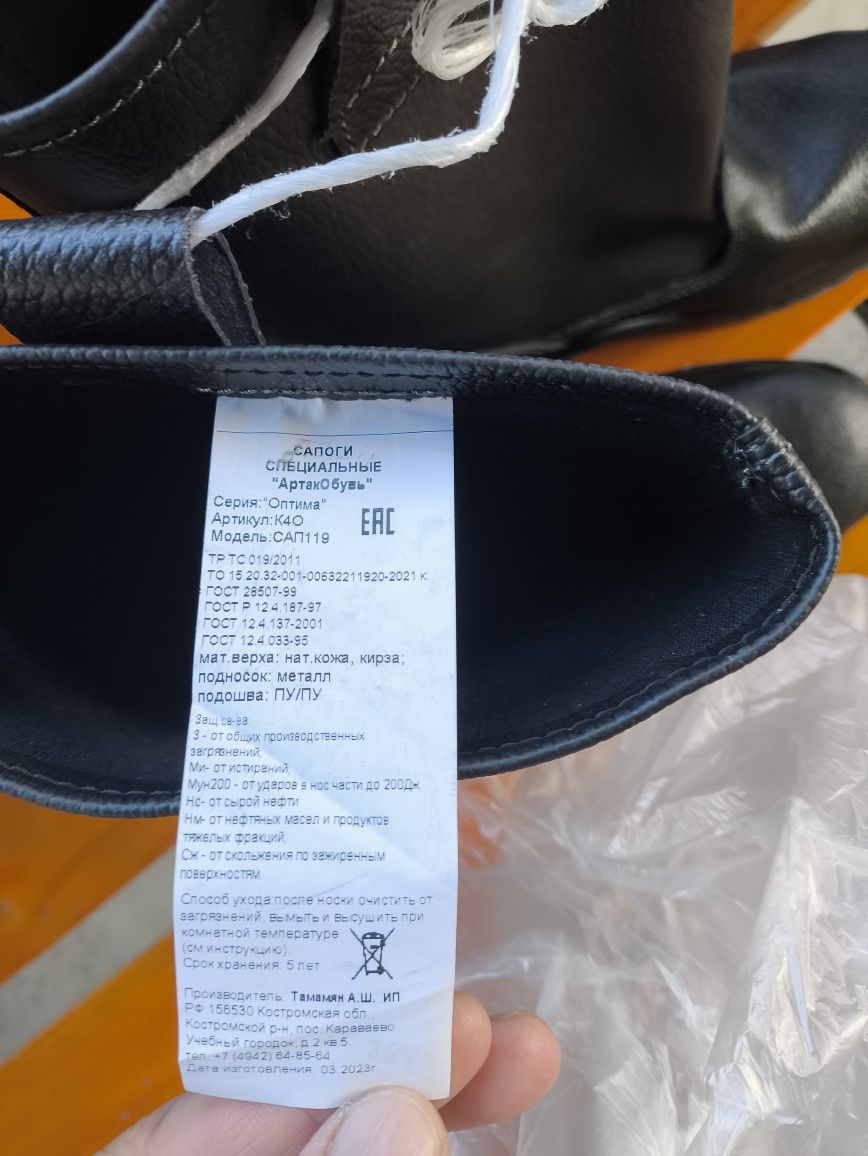 САПОГИ
СПЕЦИАЛЬНЫЕ
"АртакОбувь"
Серия:"Оптима"
Артикул:К4О
Модель:САП119
EAC
ТР ТС 019/2011
ТО 15.20.32-001-00632211920-2021 к
ГОСТ 28507-99
ГОСТ Р 12.4.187-97
ГОСТ 12.4.137-2001
ГОСТ 12.4.033-95
мат.верха: нат.кожа, кирза;
подносок: металл
подошва: ПУ/ПУ
Защ.св-ва:
З - от общих производственных
загрязнений;
Ми- от истираний;
Мун200 - от ударов в нос.части до 200Дж
Нс- от сырой нефти
Нм- от нефтяных масел и продуктов
тяжелых фракций;
Сж - от скольжения по зажиренным
поверхностям.
Способ ухода:после носки очистить от
загрязнений, вымыть и высушить при
комнатной температуре
(см инструкцию).
Срок хранения: 5 лет
Производитель: Тамамян А.Ш. ИП
РФ 156530 Костромская обл.,
Костромской р-н, пос. Караваево
Учебный городок, д.2 кв.5
тел. +7 (4942) 64-85-64
Дата изготовления: 03.2023г.